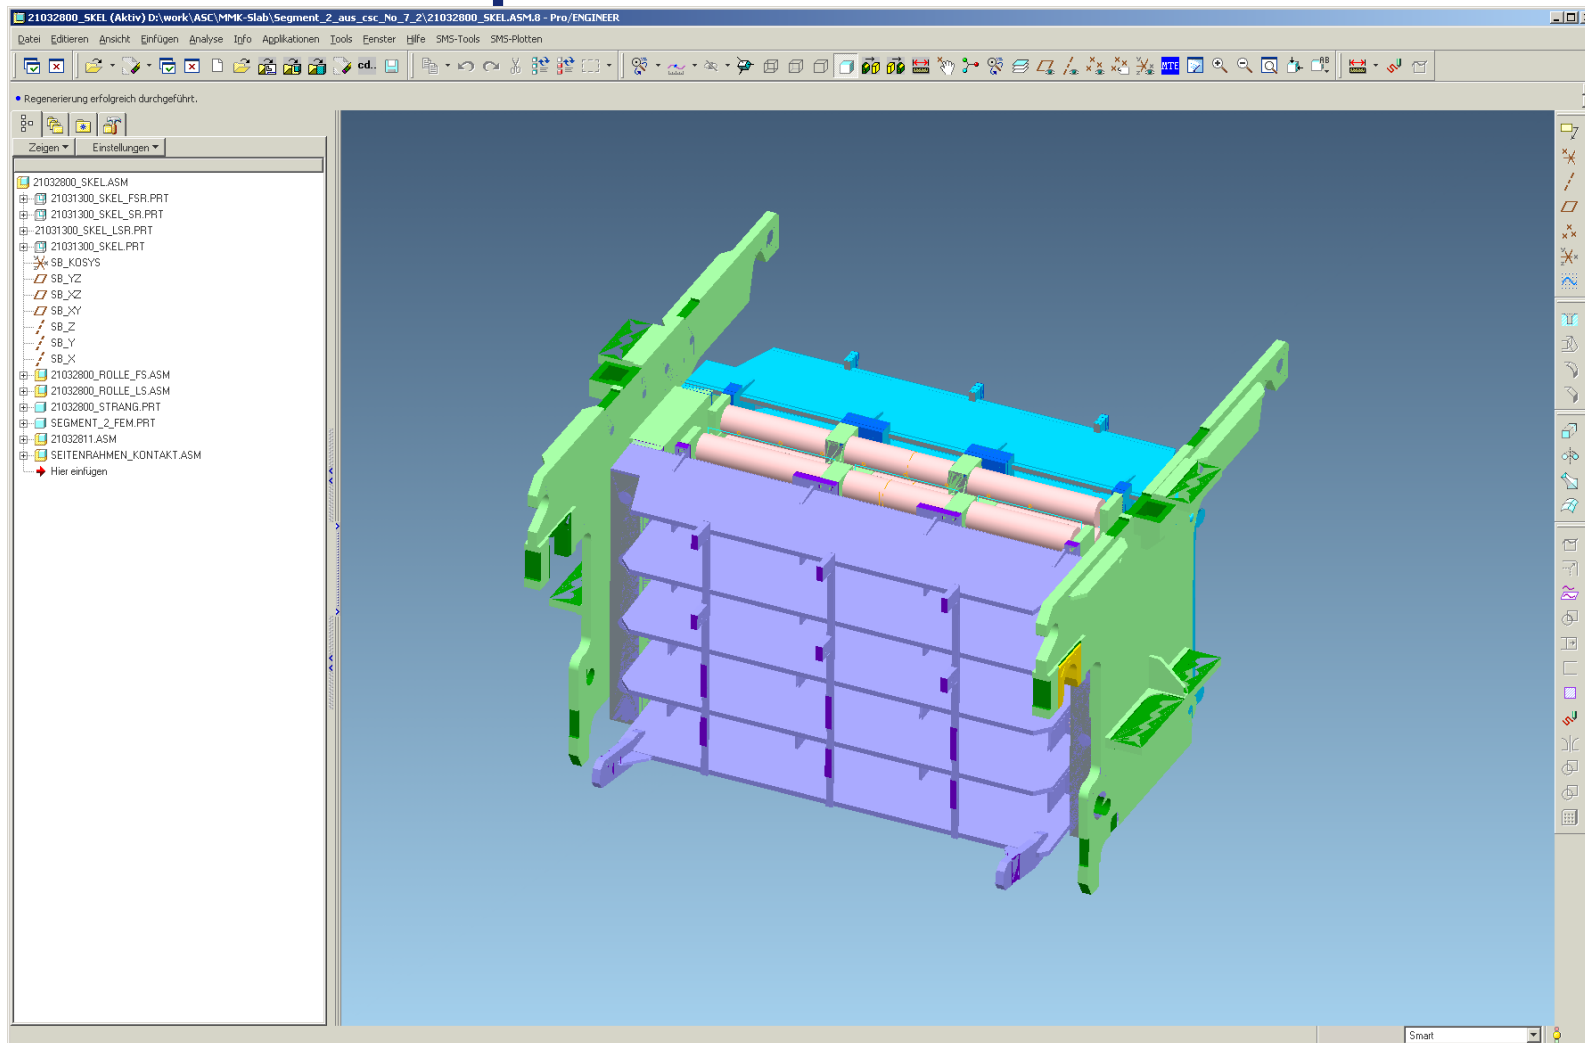 21032800_SKEL (Aktiv) D:\work\ASC\MMK-Slab\Segment_2_aus_csc_No_7_2\21032800_SKEL.ASM.8 - Pro/ENGINEER
Datei Editieren Ansicht Einfügen Analyse Info Applikationen Tools Fenster Hilfe SMS-Tools SMS-Plotten
cd.. MTE
Regenerierung erfolgreich durchgeführt.
Zeigen Einstellungen
21032800_SKEL.ASM
21031300_SKEL_FSR.PRT
21031300_SKEL_SR.PRT
21031300_SKEL_LSR.PRT
21031300_SKEL.PRT
SB_KOSYS
SB_YZ
SB_XZ
SB_XY
SB_Z
SB_Y
SB_X
21032800_ROLLE_FS.ASM
21032800_ROLLE_LS.ASM
21032800_STRANG.PRT
SEGMENT_2_FEM.PRT
21032811.ASM
SEITENRAHMEN_KONTAKT.ASM
Hier einfügen
Smart